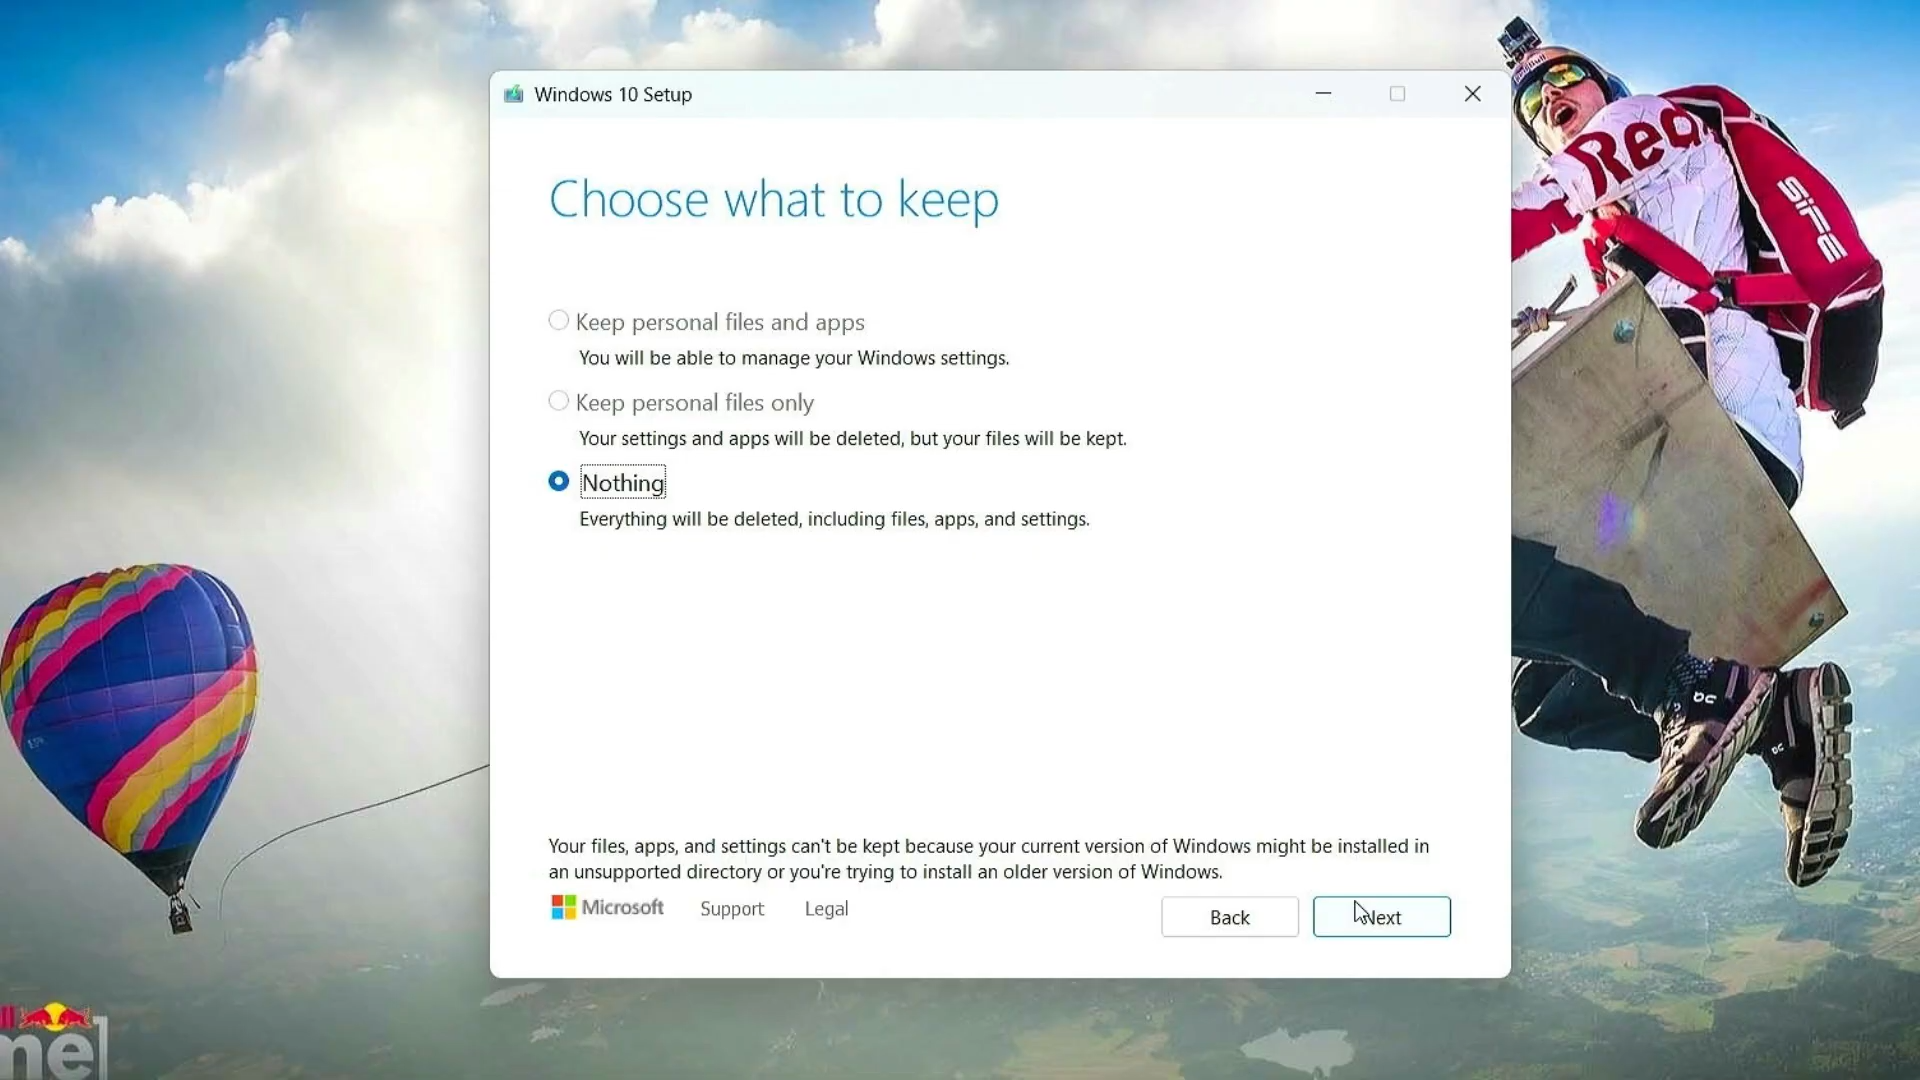 Windows 10 Setup
Choose what to keep
Keep personal files and apps
You will be able to manage your Windows settings.
Keep personal files only
Your settings and apps will be deleted, but your files will be kept.
Nothing
Everything will be deleted, including files, apps, and settings.
Your files, apps, and settings can't be kept because your current version of Windows might be installed in
an unsupported directory or you're trying to install an older version of Windows.
Microsoft
Support
Legal
Back
Next
Red
SiFE
DC
DC